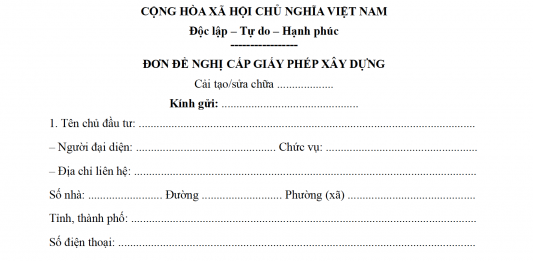 CỘNG HÒA XÃ HỘI CHỦ NGHĨA VIỆT NAM
Độc lập – Tự do – Hạnh phúc
-----------------
ĐƠN ĐỀ NGHỊ CẤP GIẤY PHÉP XÂY DỰNG
Cải tạo/sửa chữa ...................
Kính gửi: ..............................................
1. Tên chủ đầu tư: ................................................................................................................
– Người đại diện: .............................................. Chức vụ: ..................................................
– Địa chỉ liên hệ: ..................................................................................................................
Số nhà: ........................ Đường ............................ Phường (xã) ............................................
Tỉnh, thành phố: ...................................................................................................................
Số điện thoại: .......................................................................................................................